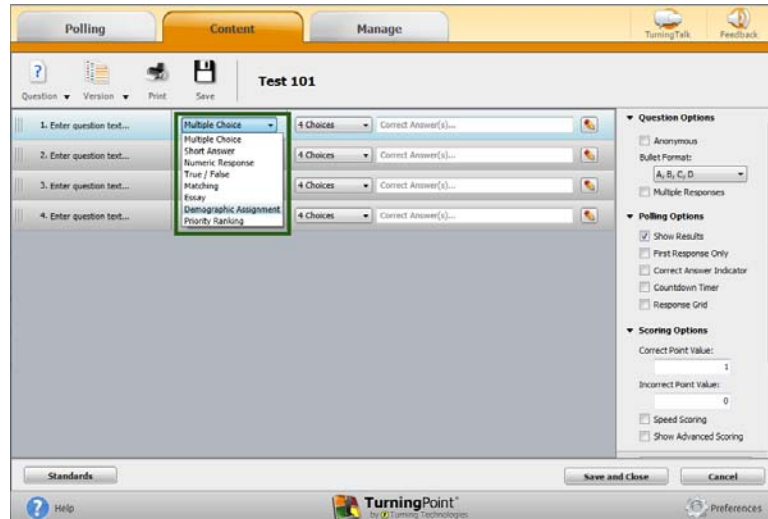 Polling
Content
Manage
TurningTalk
Feedback
Question
Version
Print
Save
Test 101
1. Enter question text...
Multiple Choice
4 Choices
Correct Answer(s)...
Multiple Choice
Short Answer
Numeric Response
True / False
Matching
Essay
Demographic Assignment
Priority Ranking
2. Enter question text...
4 Choices
Correct Answer(s)...
3. Enter question text...
4 Choices
Correct Answer(s)...
4. Enter question text...
4 Choices
Correct Answer(s)...
Question Options
Anonymous
Bullet Format:
A, B, C, D
Multiple Responses
Polling Options
Show Results
First Response Only
Correct Answer Indicator
Countdown Timer
Response Grid
Scoring Options
Correct Point Value:
1
Incorrect Point Value:
0
Speed Scoring
Show Advanced Scoring
Standards
Save and Close
Cancel
Help
TurningPoint
by Turning Technologies
Preferences